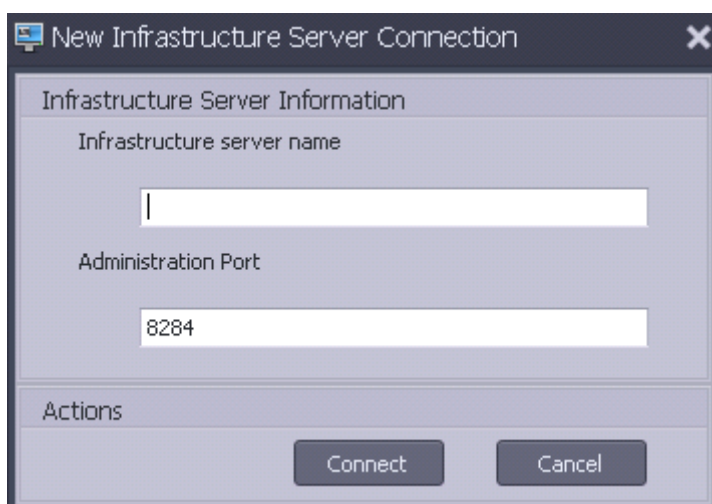 New Infrastructure Server Connection
Infrastructure Server Information
Infrastructure server name
Administration Port
8284
Actions
Connect Cancel